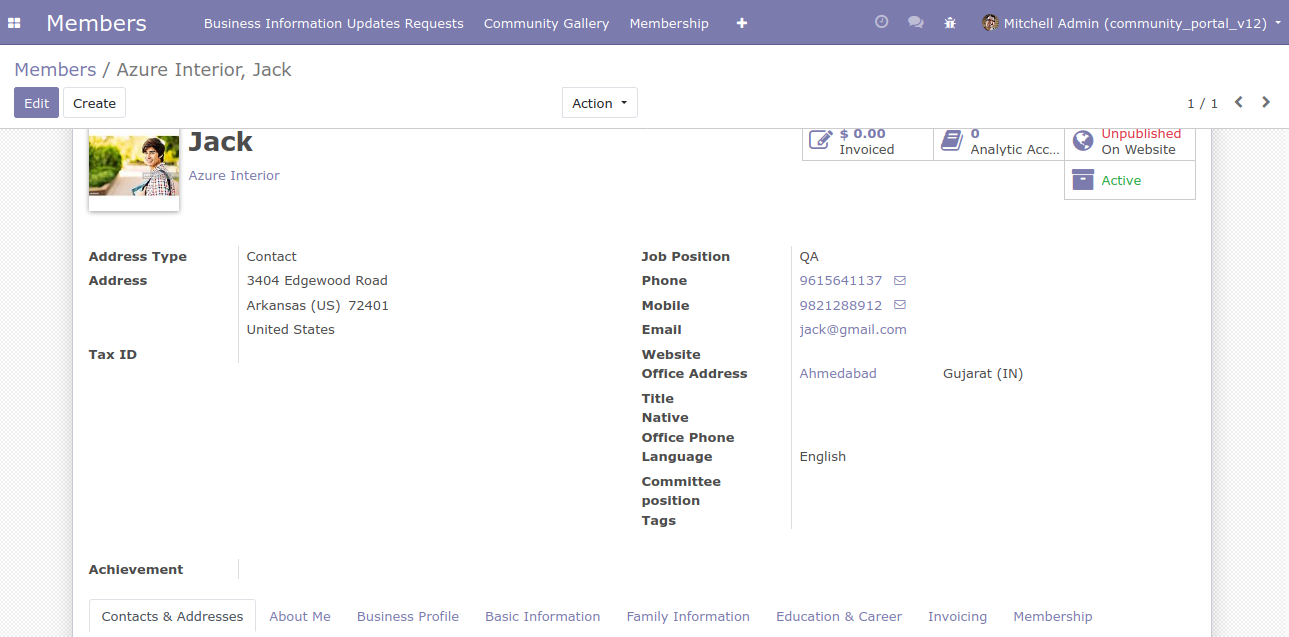 Members Business Information Updates Requests Community Gallery Membership Mitchell Admin (community_portal_v12)
Members / Azure Interior, Jack
Edit Create Action 1 / 1
Jack
Azure Interior
$ 0.00
Invoiced
0
Analytic Acc...
Unpublished
On Website
Active
Address Type Contact
Address 3404 Edgewood Road
Arkansas (US) 72401
United States
Tax ID
Job Position QA
Phone 9615641137
Mobile 9821288912
Email jack@gmail.com
Website
Office Address Ahmedabad Gujarat (IN)
Title
Native
Office Phone
Language English
Committee
position
Tags
Achievement
Contacts & Addresses About Me Business Profile Basic Information Family Information Education & Career Invoicing Membership